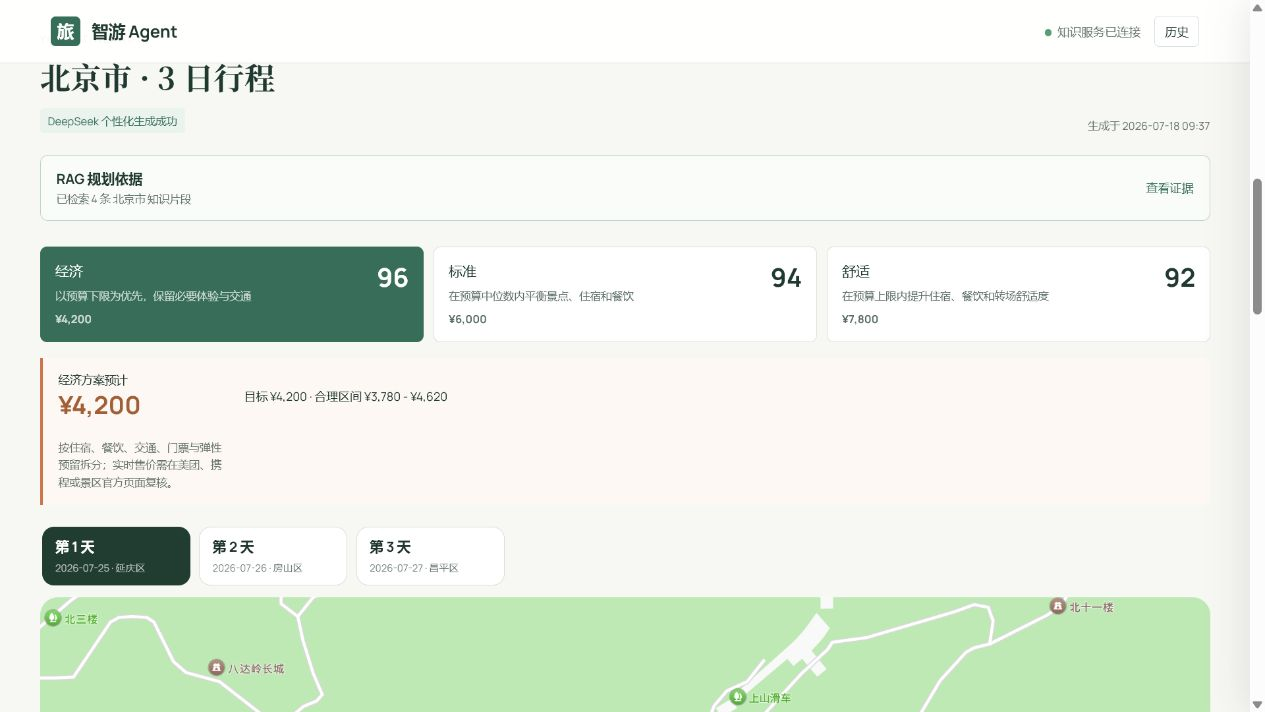 旅 智游 Agent
知识服务已连接
历史
北京市 · 3 日行程
DeepSeek 个性化生成成功
生成于 2026-07-18 09:37
RAG 规划依据
已检索 4 条 北京市 知识片段
查看证据
经济
96
以预算下限为优先，保留必要体验与交通
¥4,200
标准
94
在预算中位数内平衡景点、住宿和餐饮
¥6,000
舒适
92
在预算上限内提升住宿、餐饮和转场舒适度
¥7,800
经济方案预计
¥4,200
目标 ¥4,200 · 合理区间 ¥3,780 - ¥4,620
按住宿、餐饮、交通、门票与弹性
预留拆分；实时售价需在美团、携
程或景区官方页面复核。
第 1 天
2026-07-25 · 延庆区
第 2 天
2026-07-26 · 房山区
第 3 天
2026-07-27 · 昌平区
北三楼
北十一楼
八达岭长城
上山滑车